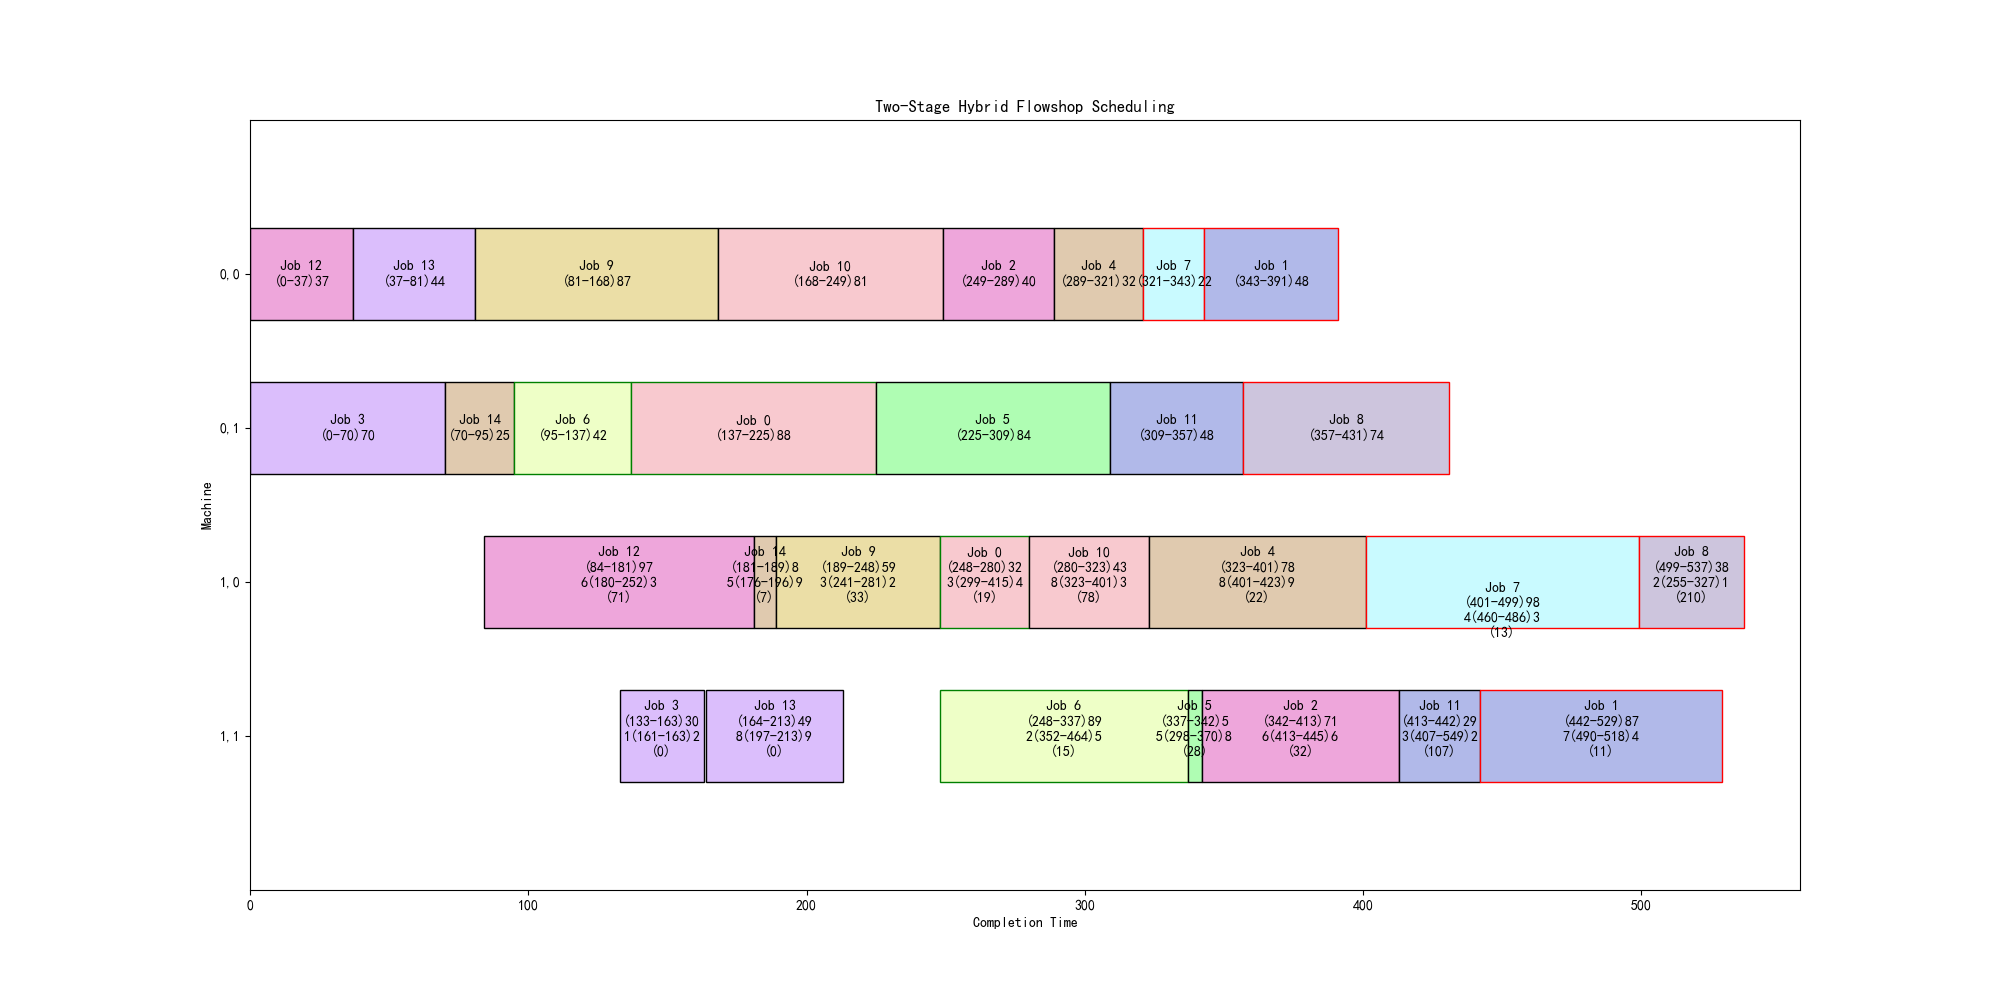 Two-Stage Hybrid Flowshop Scheduling
Machine
0,0
Job 12
(0-37)37
Job 13
(37-81)44
Job 9
(81-168)87
Job 10
(168-249)81
Job 2
(249-289)40
Job 4
(289-321)32
Job 7
(321-343)22
Job 1
(343-391)48
0,1
Job 3
(0-70)70
Job 14
(70-95)25
Job 6
(95-137)42
Job 0
(137-225)88
Job 5
(225-309)84
Job 11
(309-357)48
Job 8
(357-431)74
1,0
Job 12
(84-181)97
6(180-252)3
(71)
Job 14
(181-189)8
5(176-196)9
(7)
Job 9
(189-248)59
3(241-281)2
(33)
Job 0
(248-280)32
3(299-415)4
(19)
Job 10
(280-323)43
8(323-401)3
(78)
Job 4
(323-401)78
8(401-423)9
(22)
Job 7
(401-499)98
4(460-486)3
(13)
Job 8
(499-537)38
2(255-327)1
(210)
1,1
Job 3
(133-163)30
1(161-163)2
(0)
Job 13
(164-213)49
8(197-213)9
(0)
Job 6
(248-337)89
2(352-464)5
(15)
Job 5
(337-342)5
5(298-370)8
(28)
Job 2
(342-413)71
6(413-445)6
(32)
Job 11
(413-442)29
3(407-549)2
(107)
Job 1
(442-529)87
7(490-518)4
(11)
0
100
200
300
400
500
Completion Time